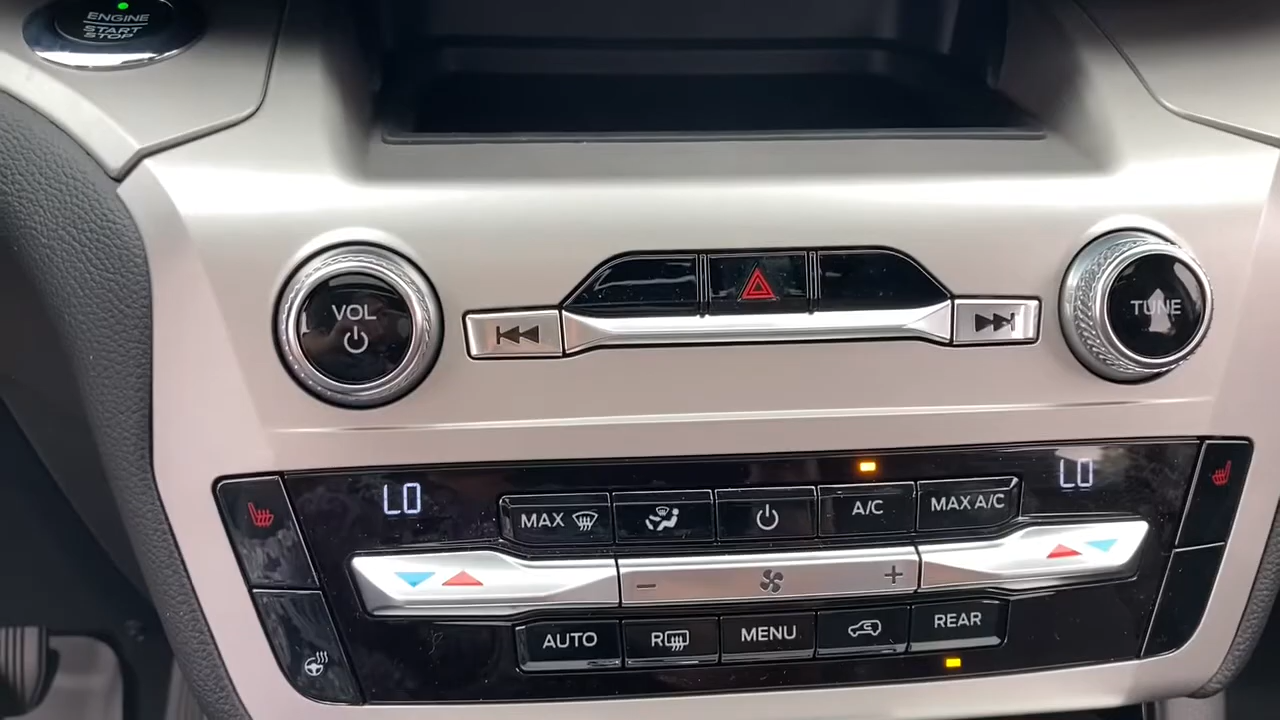 ENGINE
START
STOP
VOL
TUNE
LO
LO
MAX
A/C
MAX A/C
− +
AUTO
R
MENU
REAR